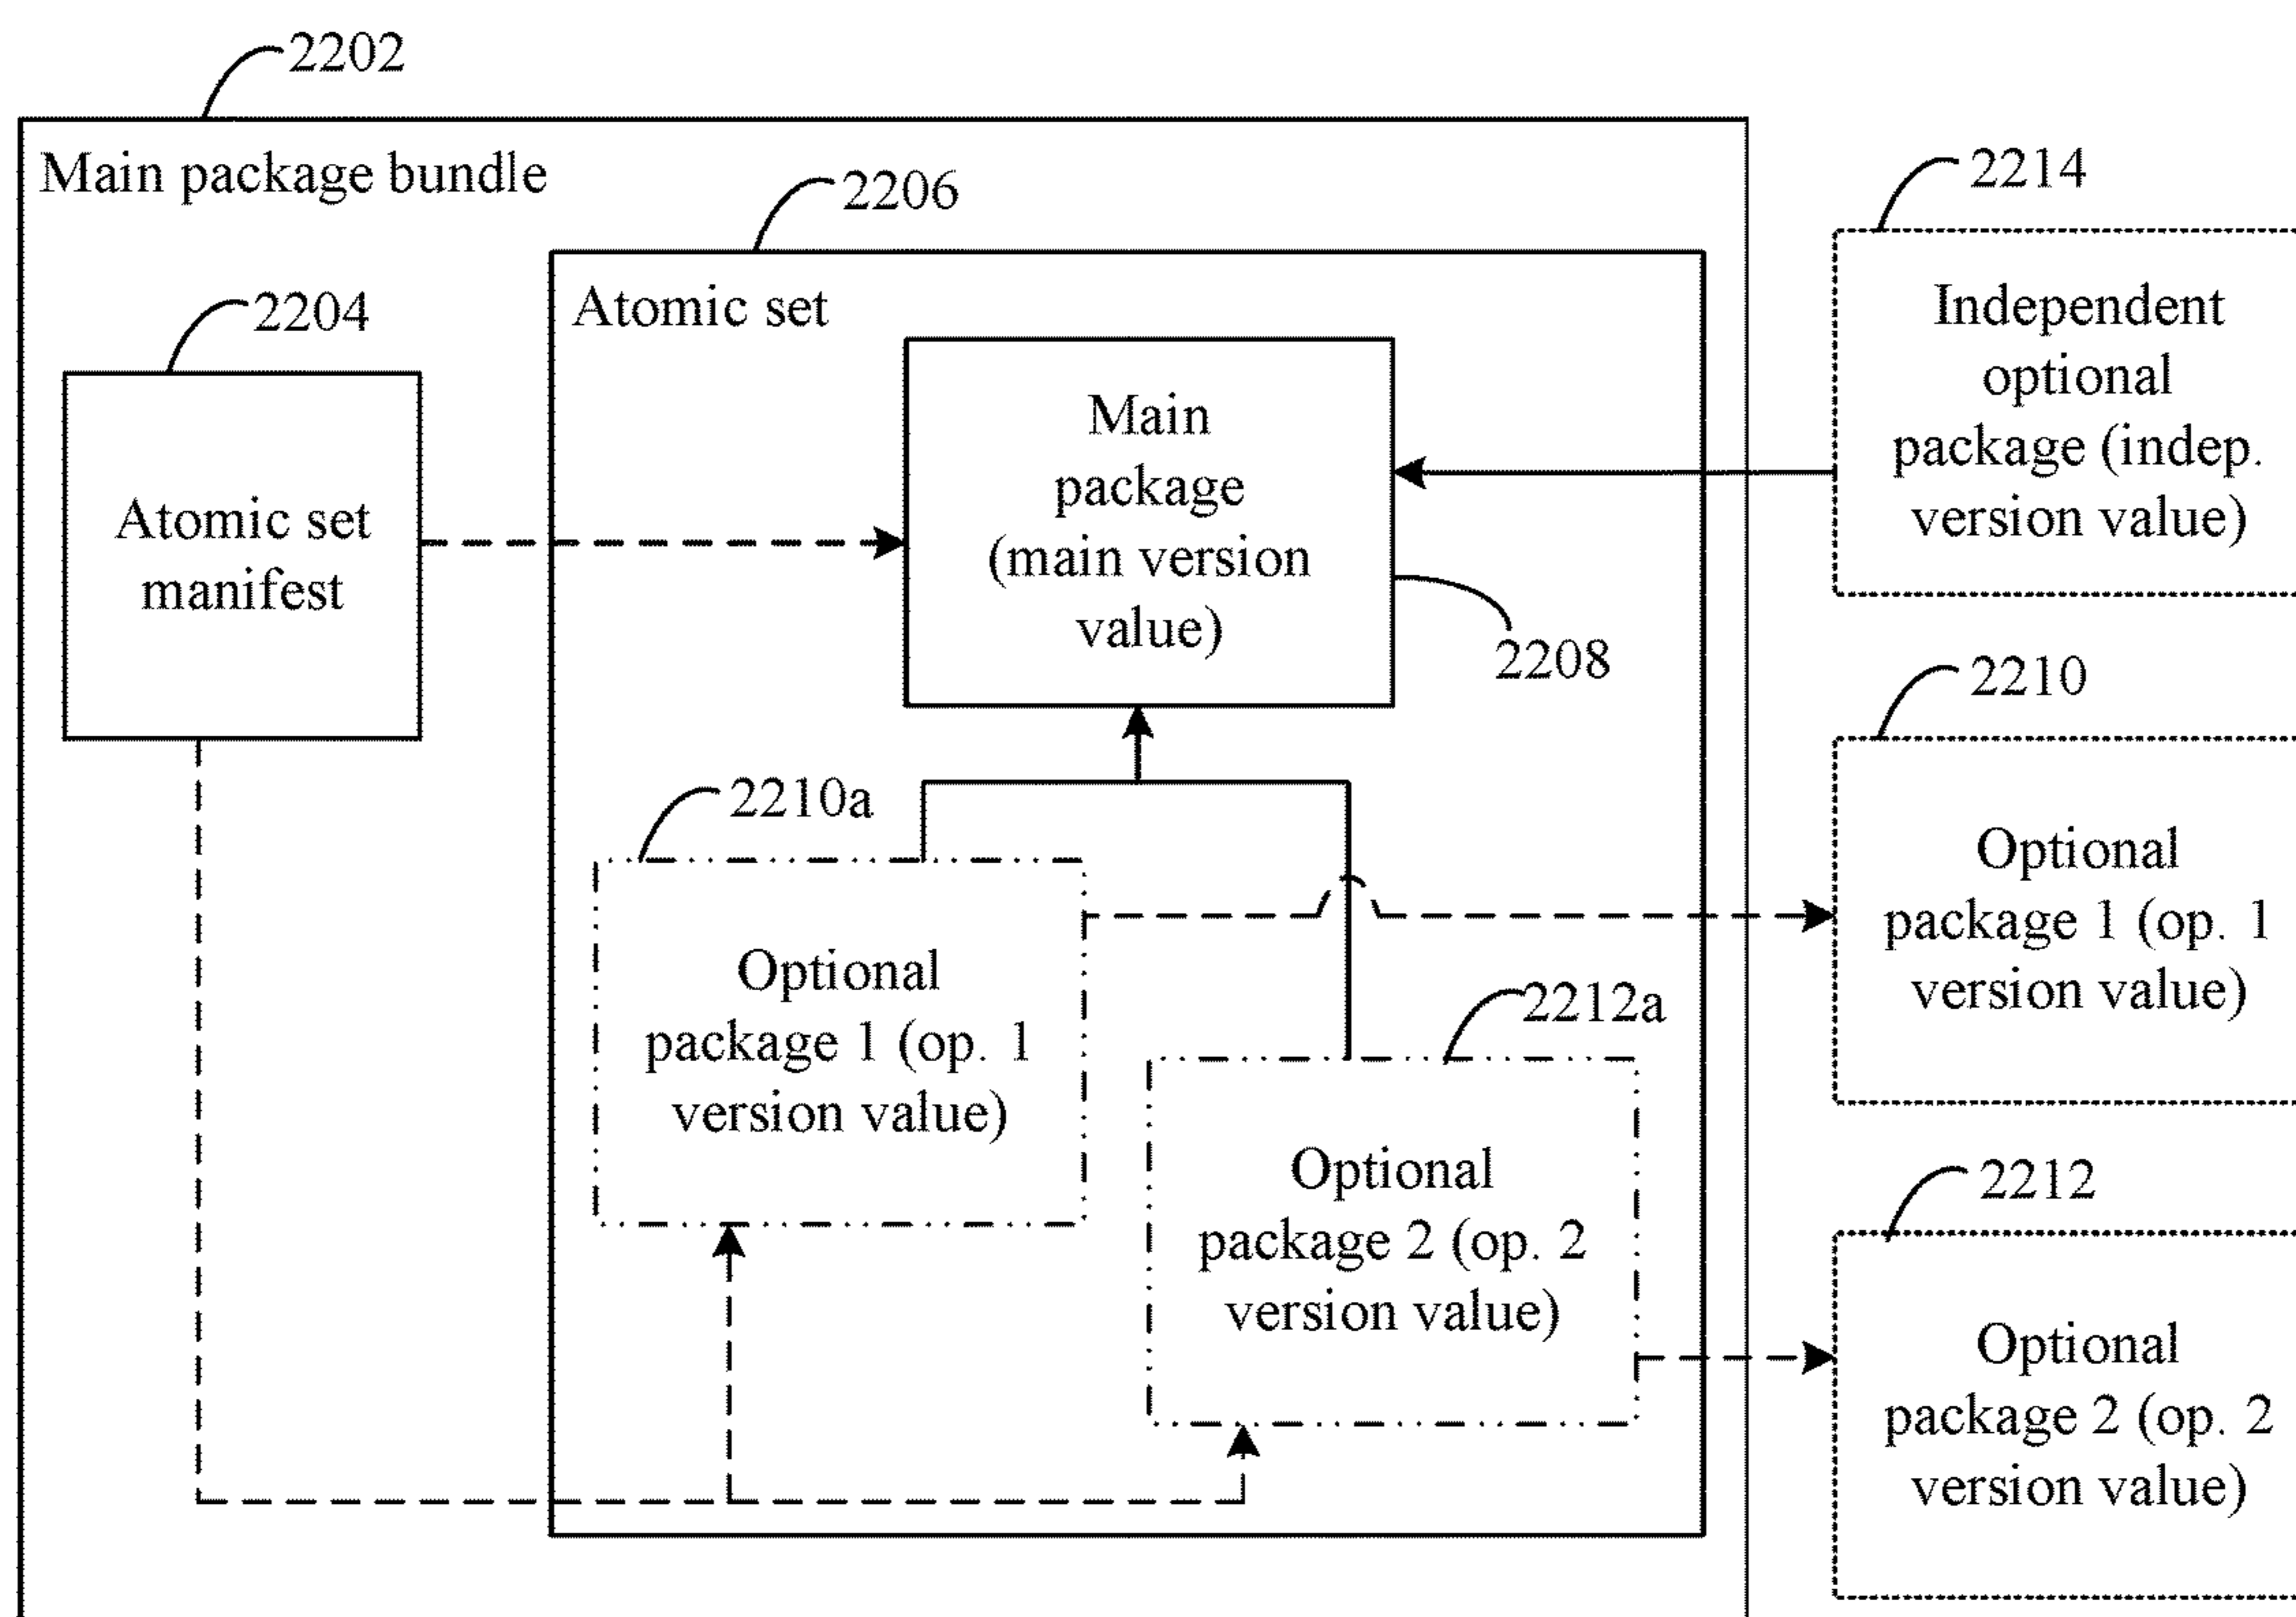 2202
Main package bundle
2206
2214
Atomic set
2204
Independent
optional
package (indep.
version value)
Main
package
(main version
value)
Atomic set
manifest
2208
2210
2210a
Optional
package 1 (op. 1
version value)
Optional
package 1 (op. 1
version value)
2212a
2212
Optional
package 2 (op. 2
version value)
Optional
package 2 (op. 2
version value)